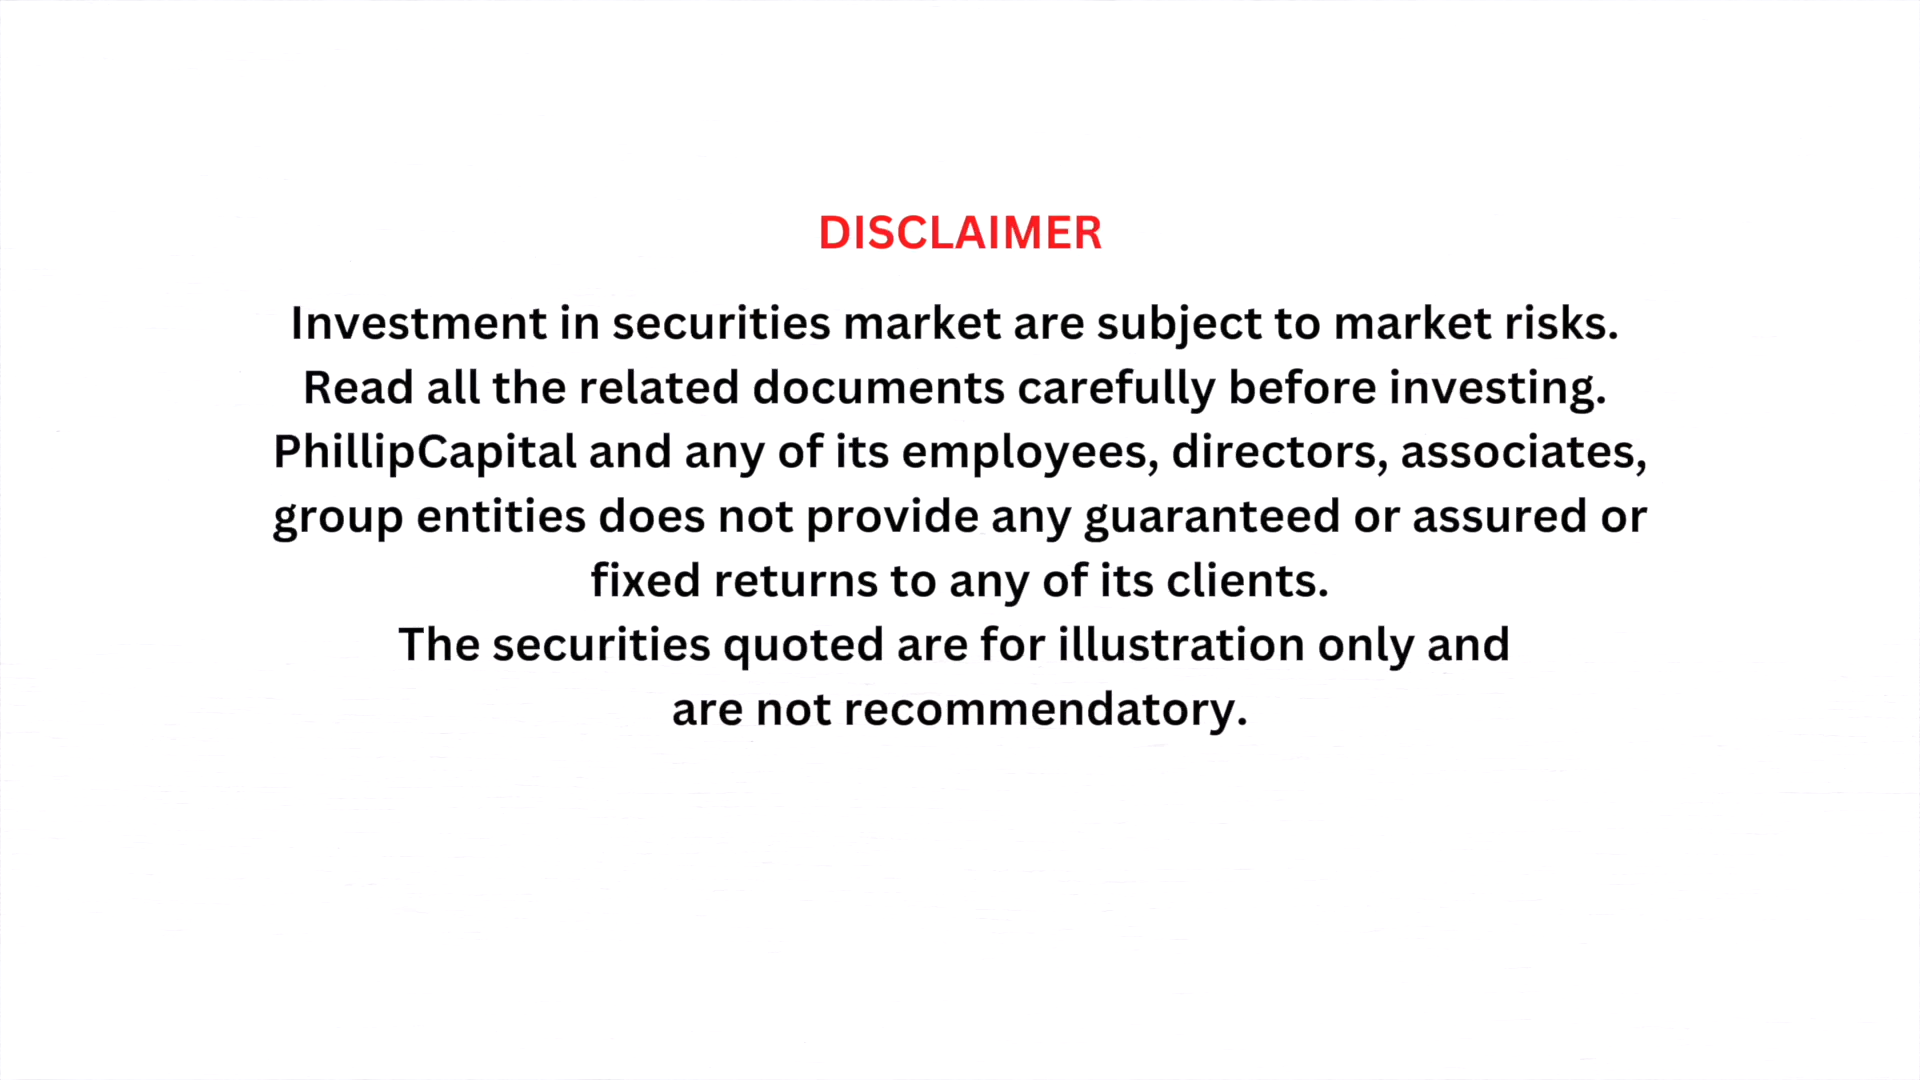 DISCLAIMER
Investment in securities market are subject to market risks.
Read all the related documents carefully before investing.
PhillipCapital and any of its employees, directors, associates,
group entities does not provide any guaranteed or assured or
fixed returns to any of its clients.
The securities quoted are for illustration only and
are not recommendatory.